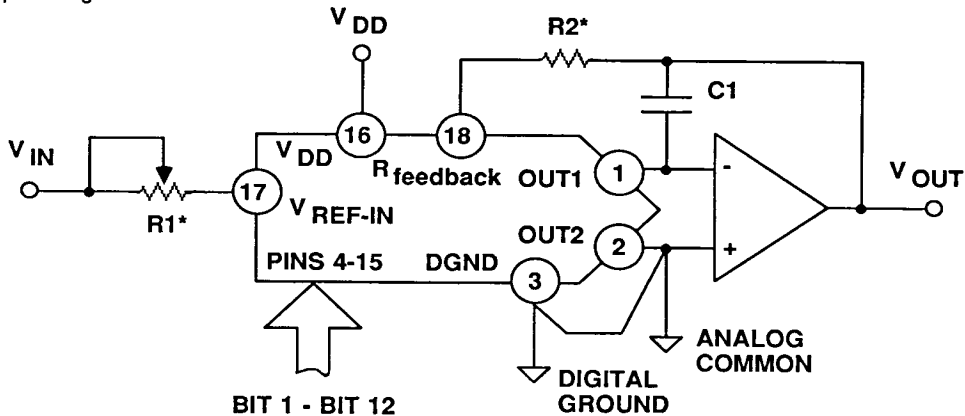 V DD
R2*
C1
V IN
R1*
16
V DD
18
R feedback
17
V REF-IN
OUT1
1
-
V OUT
OUT2
2
+
PINS 4-15
DGND
3
ANALOG
COMMON
DIGITAL
GROUND
BIT 1 - BIT 12